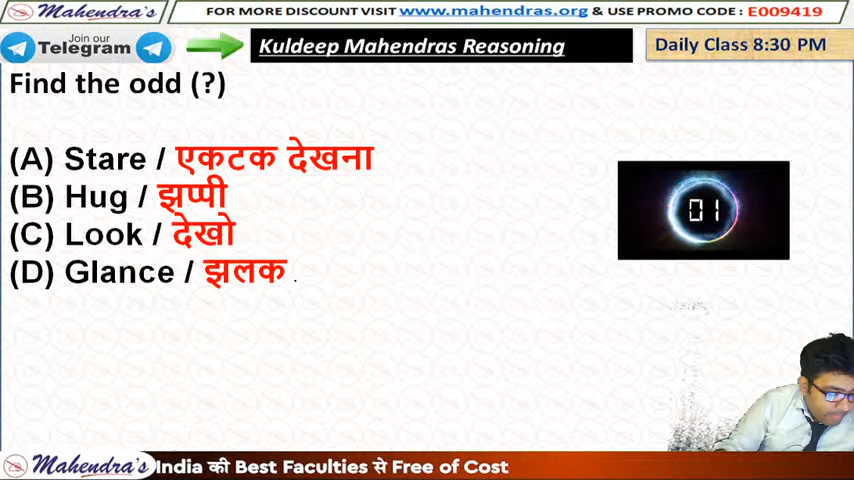 Mahendra's
FOR MORE DISCOUNT VISIT www.mahendras.org & USE PROMO CODE : E009419
Join our
Telegram
Kuldeep Mahendras Reasoning
Daily Class 8:30 PM
Find the odd (?)
(A) Stare / एकटक देखना
(B) Hug / झप्पी
(C) Look / देखो
(D) Glance / झलक .
01
Mahendra's India की Best Faculties से Free of Cost